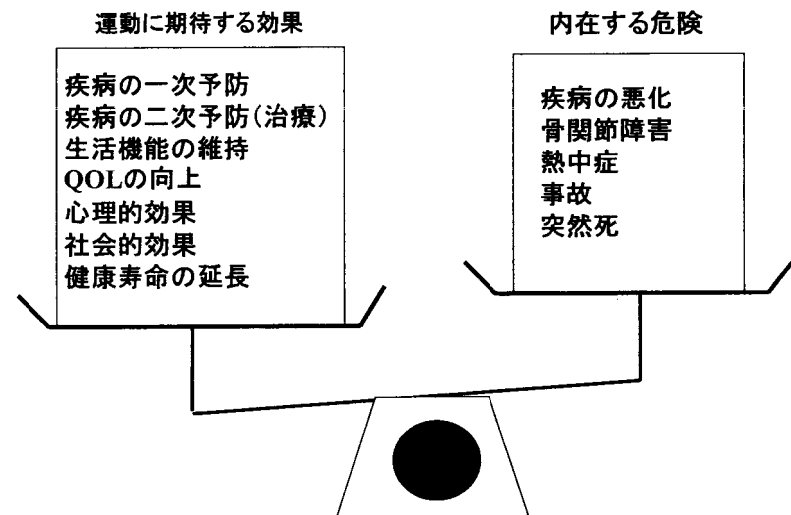 運動に期待する効果
疾病の一次予防
疾病の二次予防(治療)
生活機能の維持
QOLの向上
心理的効果
社会的効果
健康寿命の延長
内在する危険
疾病の悪化
骨関節障害
熱中症
事故
突然死